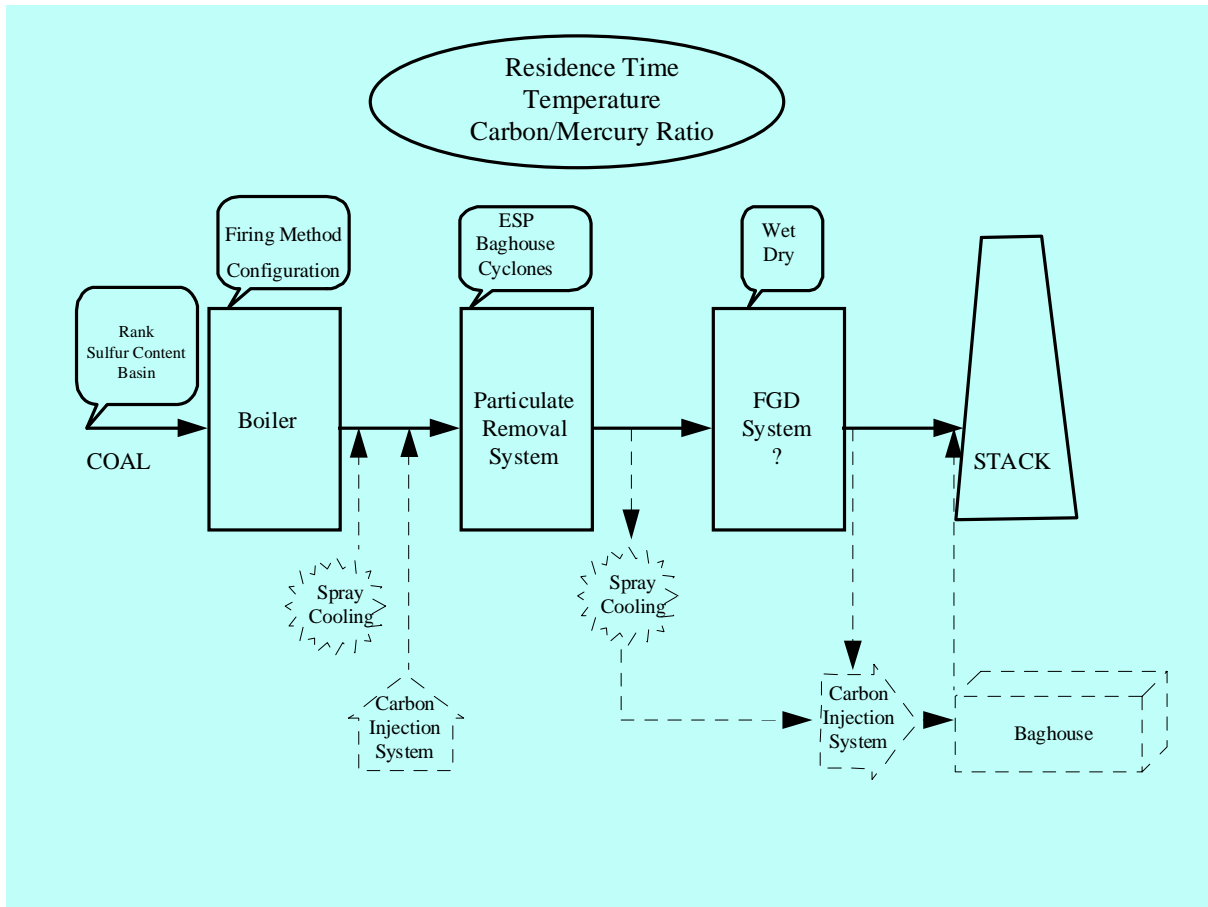 Residence Time
Temperature
Carbon/Mercury Ratio
Firing Method
Configuration
ESP
Baghouse
Cyclones
Wet
Dry
Rank
Sulfur Content
Basin
Boiler
Particulate
Removal
System
FGD
System
?
COAL
STACK
Spray
Cooling
Spray
Cooling
Carbon
Injection
System
Carbon
Injection
System
Baghouse